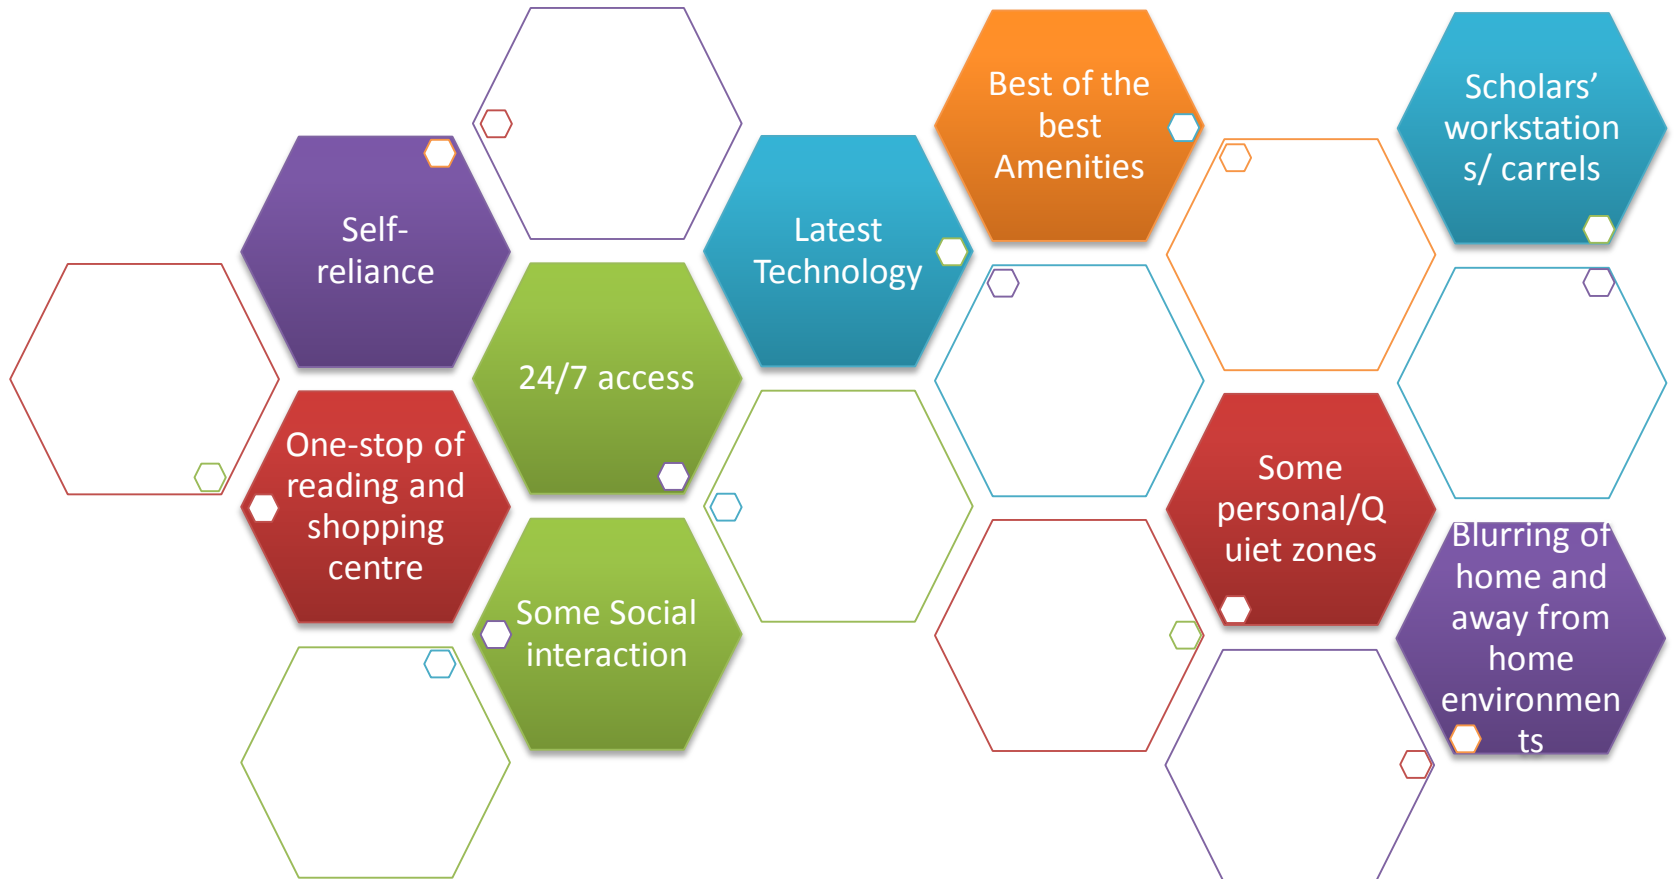 Self-
reliance
24/7 access
Latest
Technology
Best of the
best
Amenities
Scholars’
workstation
s/ carrels
One-stop of
reading and
shopping
centre
Some Social
interaction
Some
personal/Q
uiet zones
Blurring of
home and
away from
home
environmen
ts